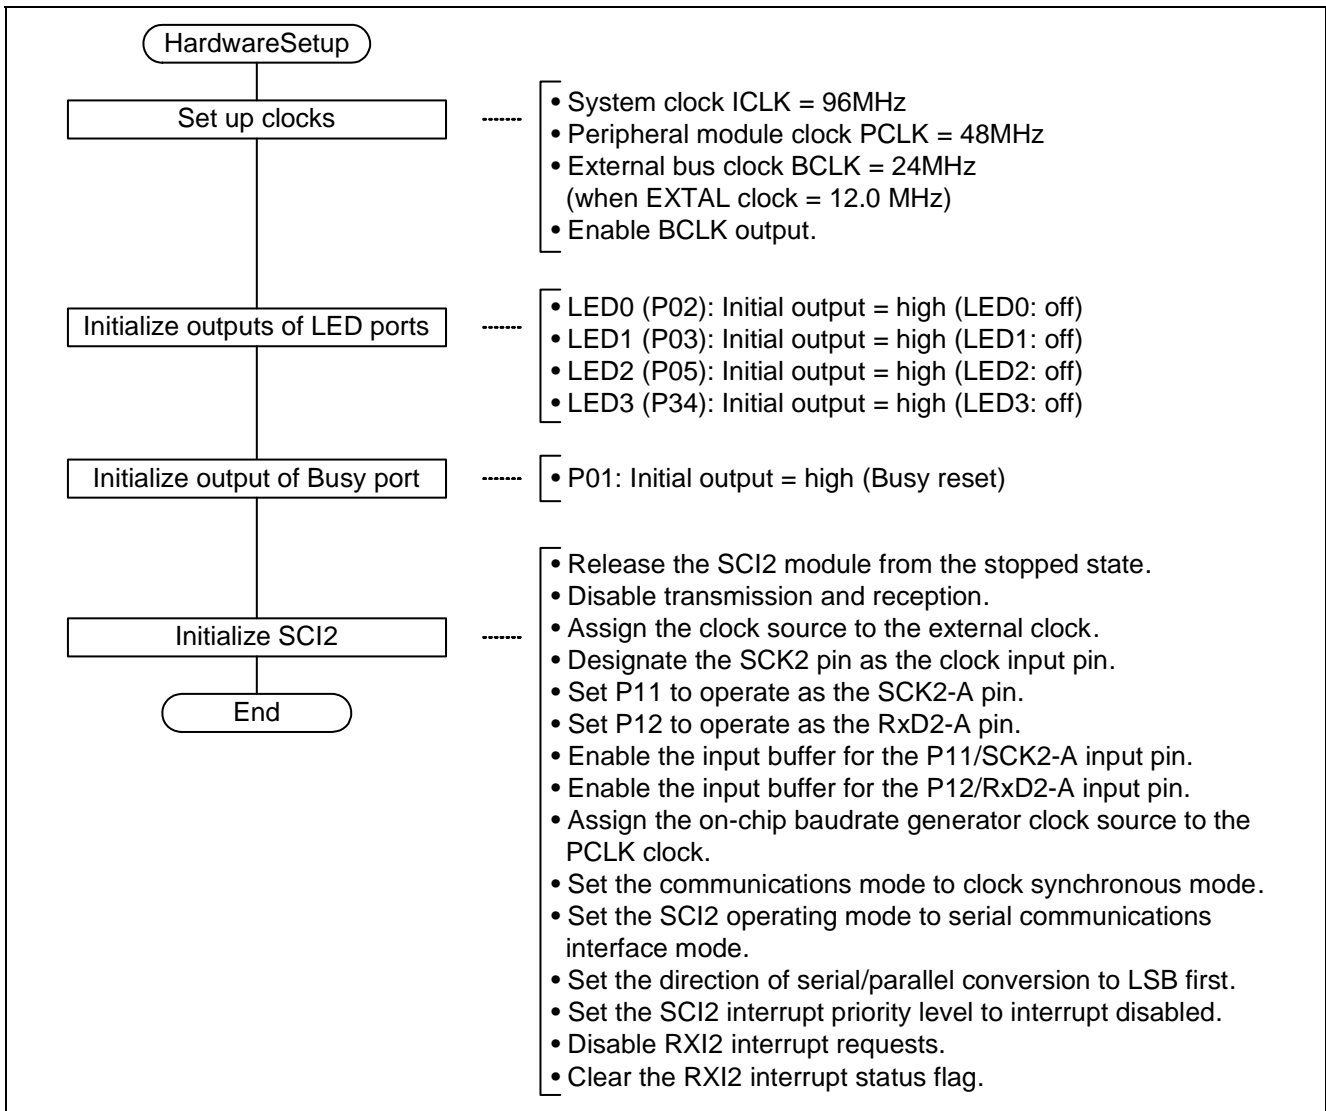 HardwareSetup
Set up clocks
• System clock ICLK = 96MHz
• Peripheral module clock PCLK = 48MHz
• External bus clock BCLK = 24MHz
(when EXTAL clock = 12.0 MHz)
• Enable BCLK output.
Initialize outputs of LED ports
• LED0 (P02): Initial output = high (LED0: off)
• LED1 (P03): Initial output = high (LED1: off)
• LED2 (P05): Initial output = high (LED2: off)
• LED3 (P34): Initial output = high (LED3: off)
Initialize output of Busy port
• P01: Initial output = high (Busy reset)
Initialize SCI2
• Release the SCI2 module from the stopped state.
• Disable transmission and reception.
• Assign the clock source to the external clock.
• Designate the SCK2 pin as the clock input pin.
• Set P11 to operate as the SCK2-A pin.
• Set P12 to operate as the RxD2-A pin.
• Enable the input buffer for the P11/SCK2-A input pin.
• Enable the input buffer for the P12/RxD2-A input pin.
• Assign the on-chip baudrate generator clock source to the
PCLK clock.
• Set the communications mode to clock synchronous mode.
• Set the SCI2 operating mode to serial communications
interface mode.
• Set the direction of serial/parallel conversion to LSB first.
• Set the SCI2 interrupt priority level to interrupt disabled.
• Disable RXI2 interrupt requests.
• Clear the RXI2 interrupt status flag.
End